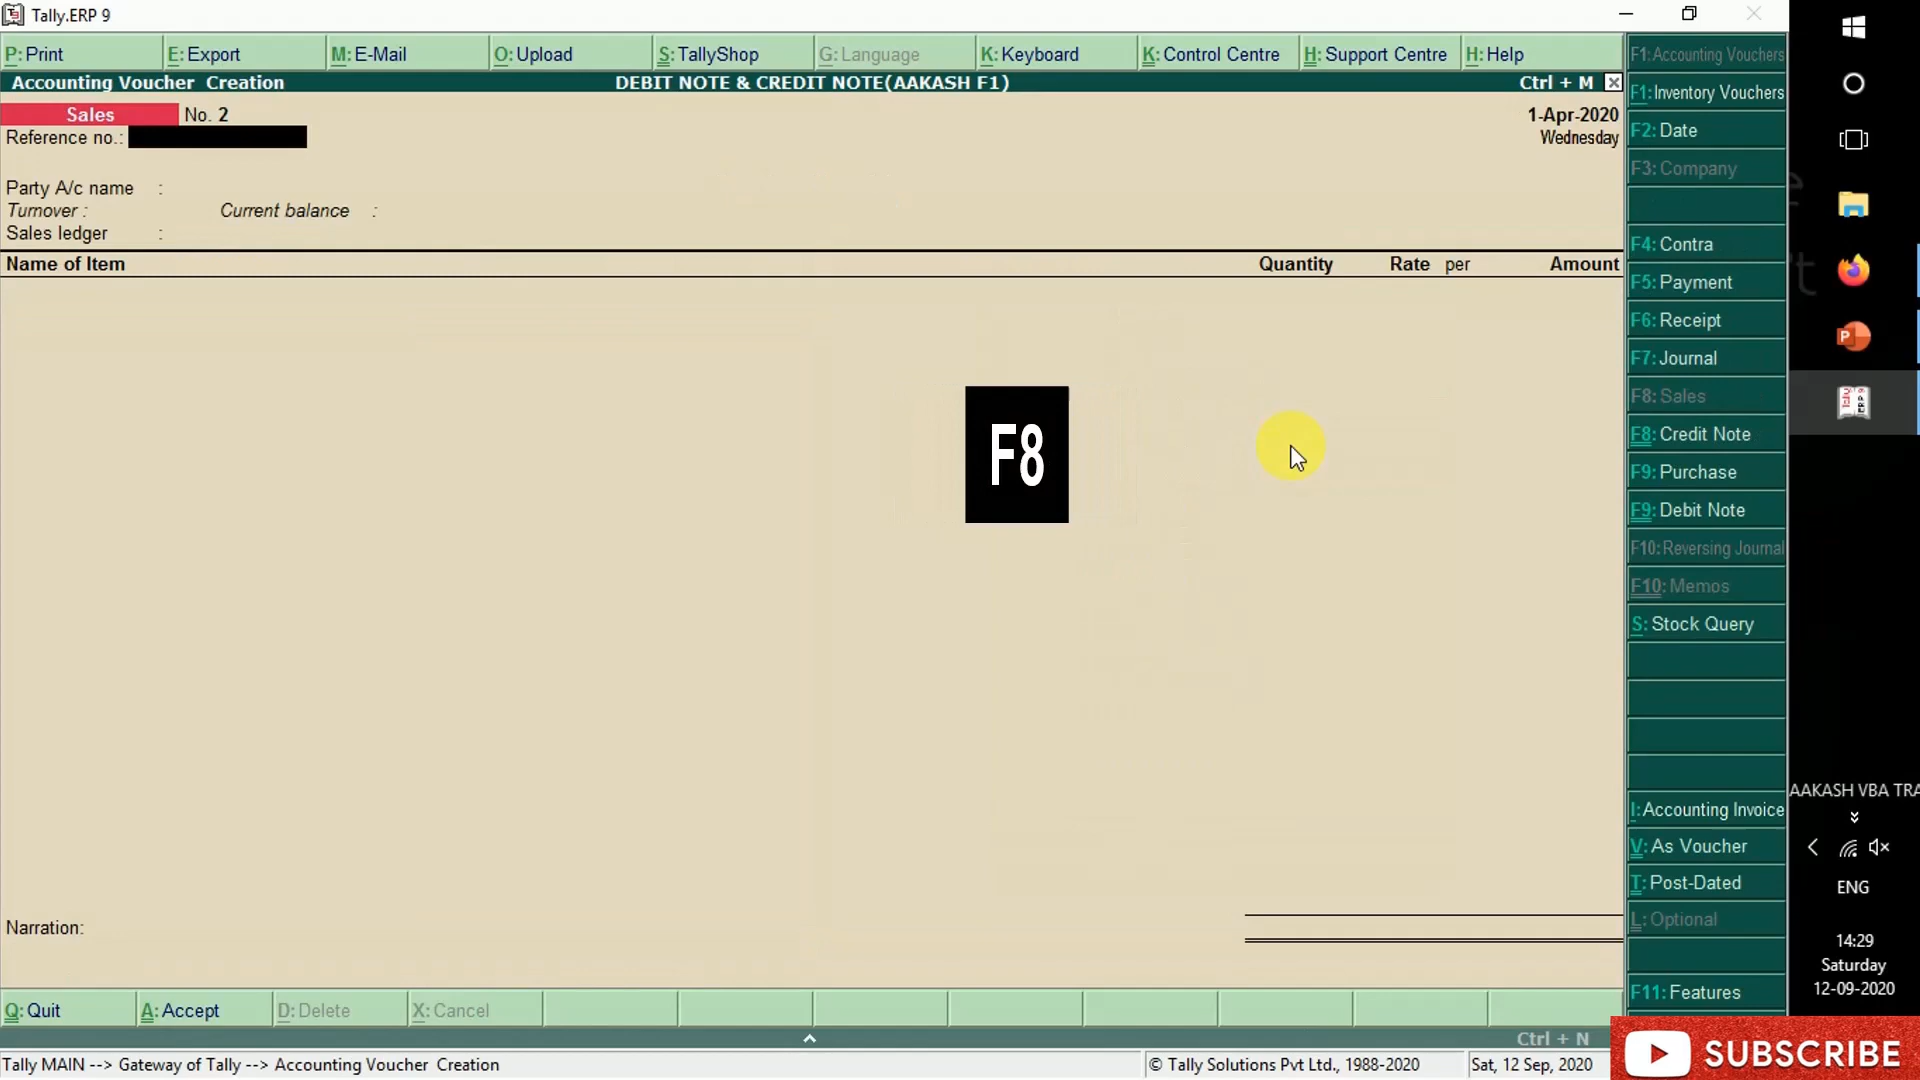 Tally.ERP 9
P: Print
E: Export
M: E-Mail
O: Upload
S: TallyShop
G: Language
K: Keyboard
K: Control Centre
H: Support Centre
H: Help
Accounting Voucher Creation
DEBIT NOTE & CREDIT NOTE(AAKASH F1)
Ctrl + M
Sales
No. 2
1-Apr-2020
Reference no.:
Wednesday
Party A/c name :
Turnover : Current balance :
Sales ledger :
Name of Item Quantity Rate per Amount
F8
Narration:
F1: Accounting Vouchers
F1: Inventory Vouchers
F2: Date
F3: Company
F4: Contra
F5: Payment
F6: Receipt
F7: Journal
F8: Sales
F8: Credit Note
F9: Purchase
F9: Debit Note
F10: Reversing Journal
F10: Memos
S: Stock Query
I: Accounting Invoice
V: As Voucher
T: Post-Dated
L: Optional
F11: Features
AAKASH VBA TRA
ENG
14:29
Saturday
12-09-2020
Q: Quit
A: Accept
D: Delete
X: Cancel
Ctrl + N
Tally MAIN --> Gateway of Tally --> Accounting Voucher Creation
© Tally Solutions Pvt Ltd., 1988-2020
Sat, 12 Sep, 2020
SUBSCRIBE